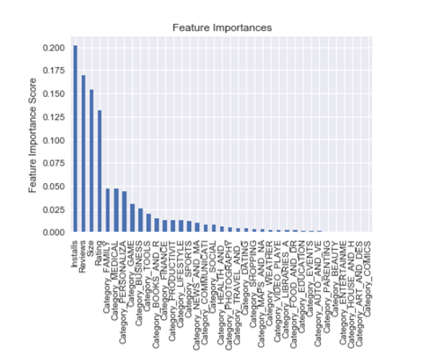 Feature Importances
Feature Importance Score
0.200
0.175
0.150
0.125
0.100
0.075
0.050
0.025
0.000
Installs
Reviews
Size
Rating
Category_FAMILY
Category_MEDICAL
Category_PERSONALIZA
Category_GAME
Category_BUSINESS
Category_TOOLS
Category_BOOKS_AND_R
Category_FINANCE
Category_PRODUCTIVIT
Category_LIFESTYLE
Category_SPORTS
Category_NEWS_AND_MA
Category_COMMUNICATI
Category_SOCIAL
Category_HEALTH_AND_
Category_PHOTOGRAPHY
Category_TRAVEL_AND_
Category_DATING
Category_SHOPPING
Category_MAPS_AND_NA
Category_WEATHER
Category_VIDEO_PLAYE
Category_LIBRARIES_A
Category_FOOD_AND_DR
Category_EDUCATION
Category_EVENTS
Category_AUTO_AND_VE
Category_PARENTING
Category_BEAUTY
Category_ENTERTAINME
Category_HOUSE_AND_H
Category_ART_AND_DES
Category_COMICS